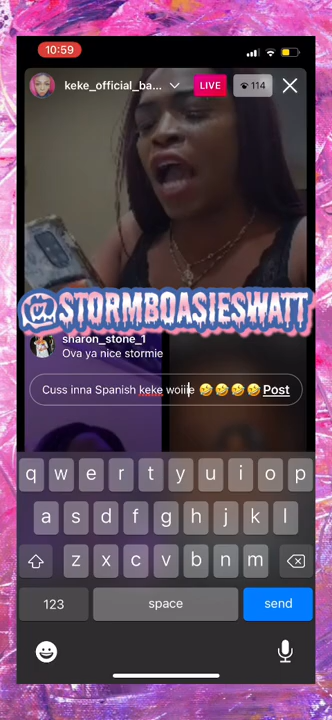 10:59
keke_official_ba...
LIVE
114
@STORMBOASIESWATT
sharon_stone_1
Ova ya nice stormie
Cuss inna Spanish keke woiiie 🤣🤣🤣🤣 Post
q w e r t y u i o p
a s d f g h j k l
z x c v b n m
123 space send